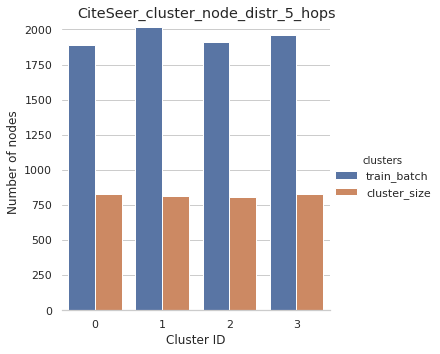 CiteSeer_cluster_node_distr_5_hops
2000
1750
1500
1250
1000
750
500
250
0
Number of nodes
0 1 2 3
Cluster ID
clusters
train_batch
cluster_size